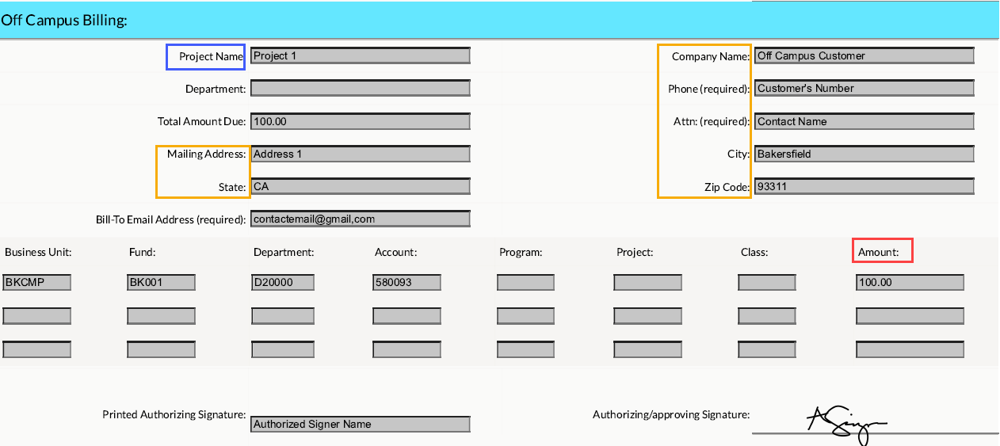 Off Campus Billing:
Project Name Project 1 Company Name: Off Campus Customer
Department: Phone (required): Customer's Number
Total Amount Due: 100.00 Attn: (required): Contact Name
Mailing Address: Address 1 City: Bakersfield
State: CA Zip Code: 93311
Bill-To Email Address (required): contactemail@gmail,com
Business Unit: Fund: Department: Account: Program: Project: Class: Amount:
BKCMP BK001 D20000 580093 100.00
Printed Authorizing Signature: Authorized Signer Name Authorizing/approving Signature: